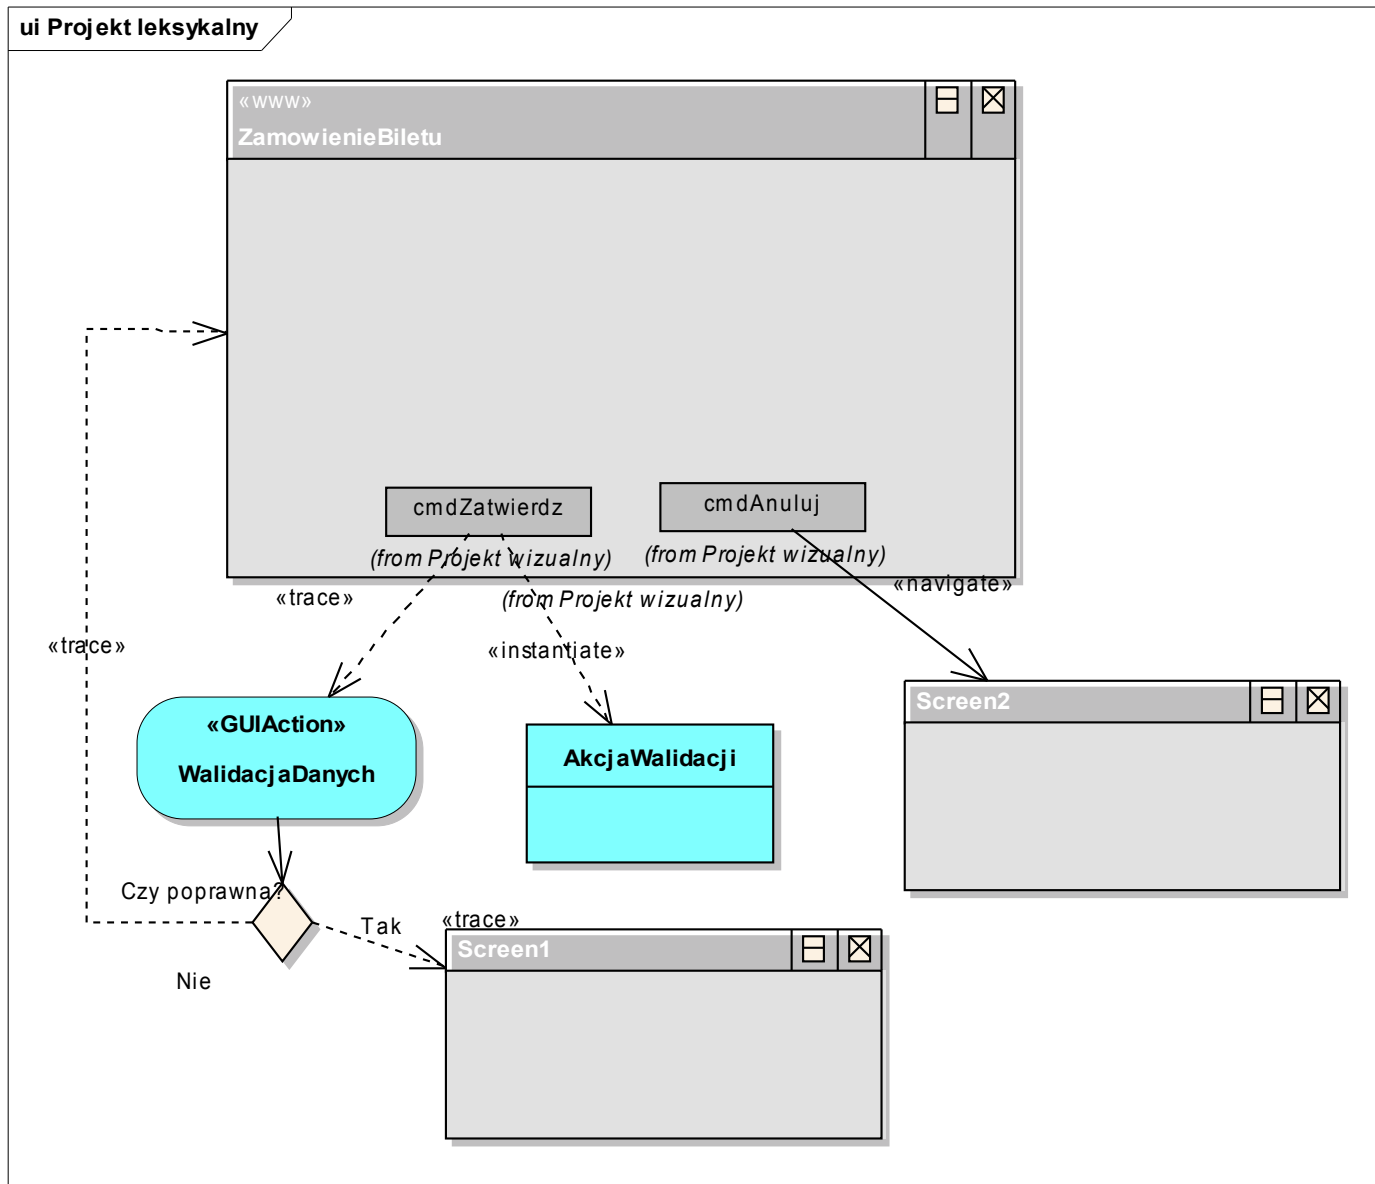 ui Projekt leksykalny
«www»
ZamowienieBiletu
cmdZatwierdz
cmdAnuluj
(from Projekt wizualny)
(from Projekt wizualny)
«trace»
(from Projekt wizualny)
«navigate»
«trace»
«instantiate»
«GUIAction»
WalidacjaDanych
AkcjaWalidacji
Screen2
Czy poprawna?
Tak
«trace»
Screen1
Nie